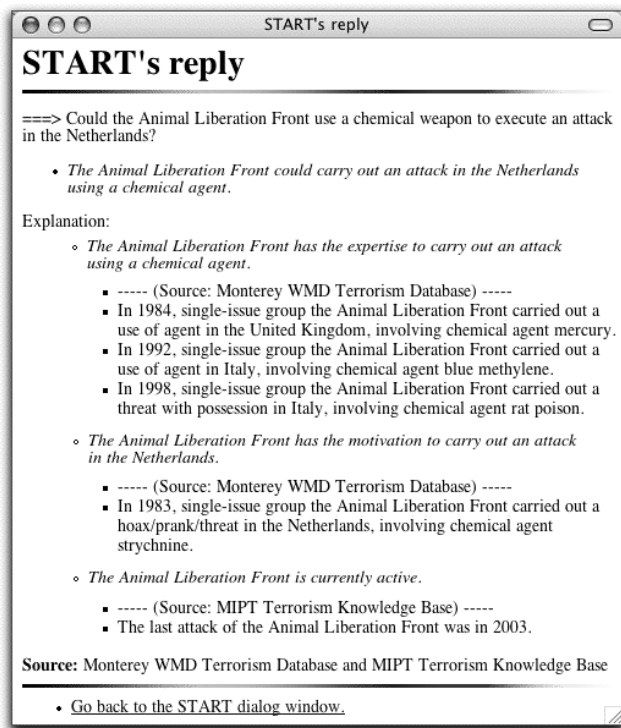 START's reply
START's reply
===> Could the Animal Liberation Front use a chemical weapon to execute an attack
in the Netherlands?
• The Animal Liberation Front could carry out an attack in the Netherlands
using a chemical agent.
Explanation:
◦ The Animal Liberation Front has the expertise to carry out an attack
using a chemical agent.
▪ ----- (Source: Monterey WMD Terrorism Database) -----
▪ In 1984, single-issue group the Animal Liberation Front carried out a
use of agent in the United Kingdom, involving chemical agent mercury.
▪ In 1992, single-issue group the Animal Liberation Front carried out a
use of agent in Italy, involving chemical agent blue methylene.
▪ In 1998, single-issue group the Animal Liberation Front carried out a
threat with possession in Italy, involving chemical agent rat poison.
◦ The Animal Liberation Front has the motivation to carry out an attack
in the Netherlands.
▪ ----- (Source: Monterey WMD Terrorism Database) -----
▪ In 1983, single-issue group the Animal Liberation Front carried out a
hoax/prank/threat in the Netherlands, involving chemical agent
strychnine.
◦ The Animal Liberation Front is currently active.
▪ ----- (Source: MIPT Terrorism Knowledge Base) -----
▪ The last attack of the Animal Liberation Front was in 2003.
Source: Monterey WMD Terrorism Database and MIPT Terrorism Knowledge Base
• Go back to the START dialog window.